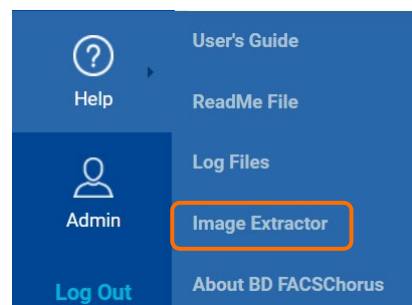 Help
Admin
Log Out
User's Guide
ReadMe File
Log Files
Image Extractor
About BD FACSChorus